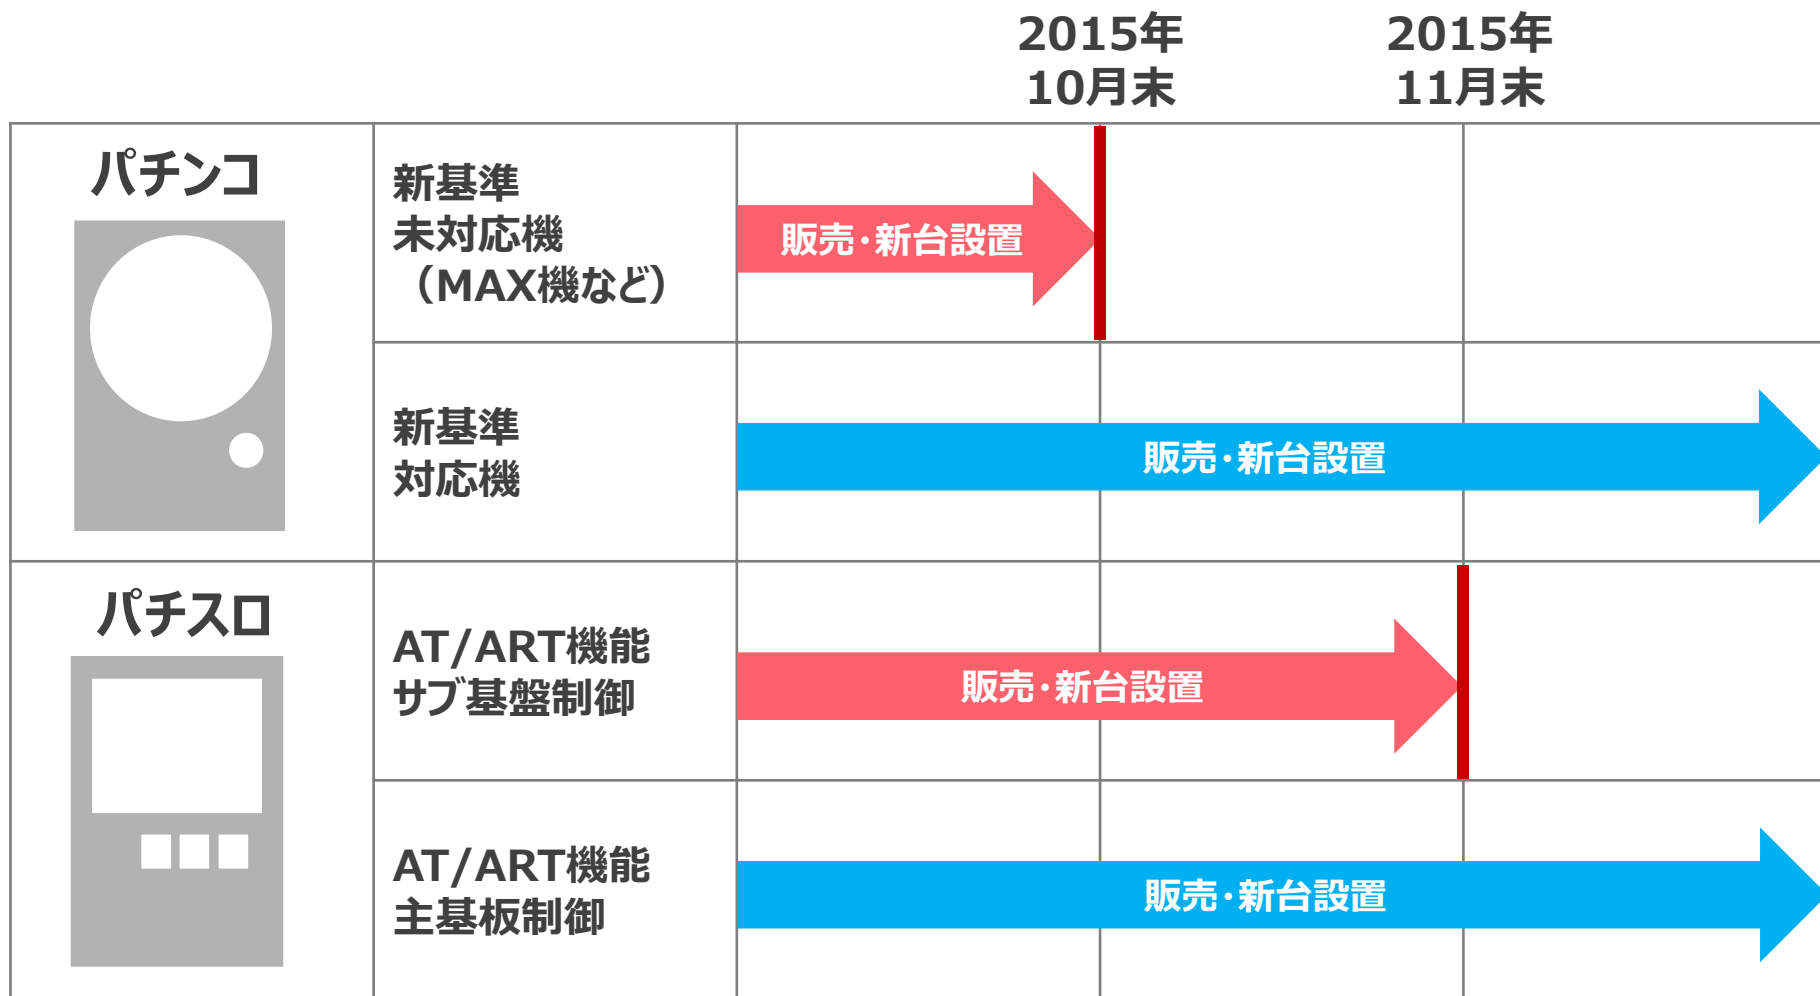 2015年
10月末
2015年
11月末
パチンコ
新基準
未対応機
（MAX機など）
販売・新台設置
新基準
対応機
販売・新台設置
パチスロ
AT/ART機能
サブ基盤制御
販売・新台設置
AT/ART機能
主基板制御
販売・新台設置